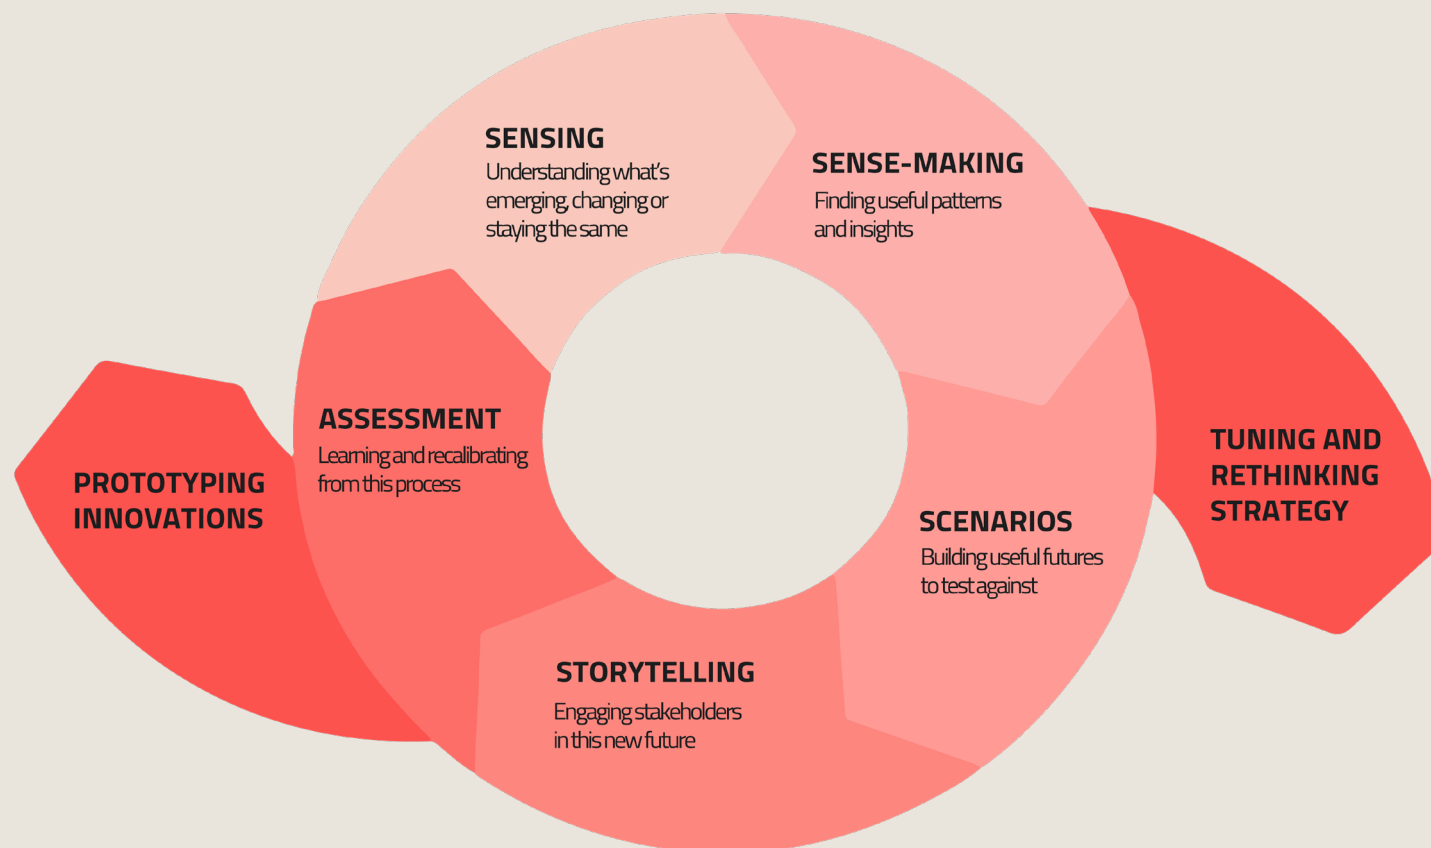 SENSING
Understanding what's
emerging, changing or
staying the same
SENSE-MAKING
Finding useful patterns
and insights
SCENARIOS
Building useful futures
to test against
STORYTELLING
Engaging stakeholders
in this new future
ASSESSMENT
Learning and recalibrating
from this process
PROTOTYPING
INNOVATIONS
TUNING AND
RETHINKING
STRATEGY